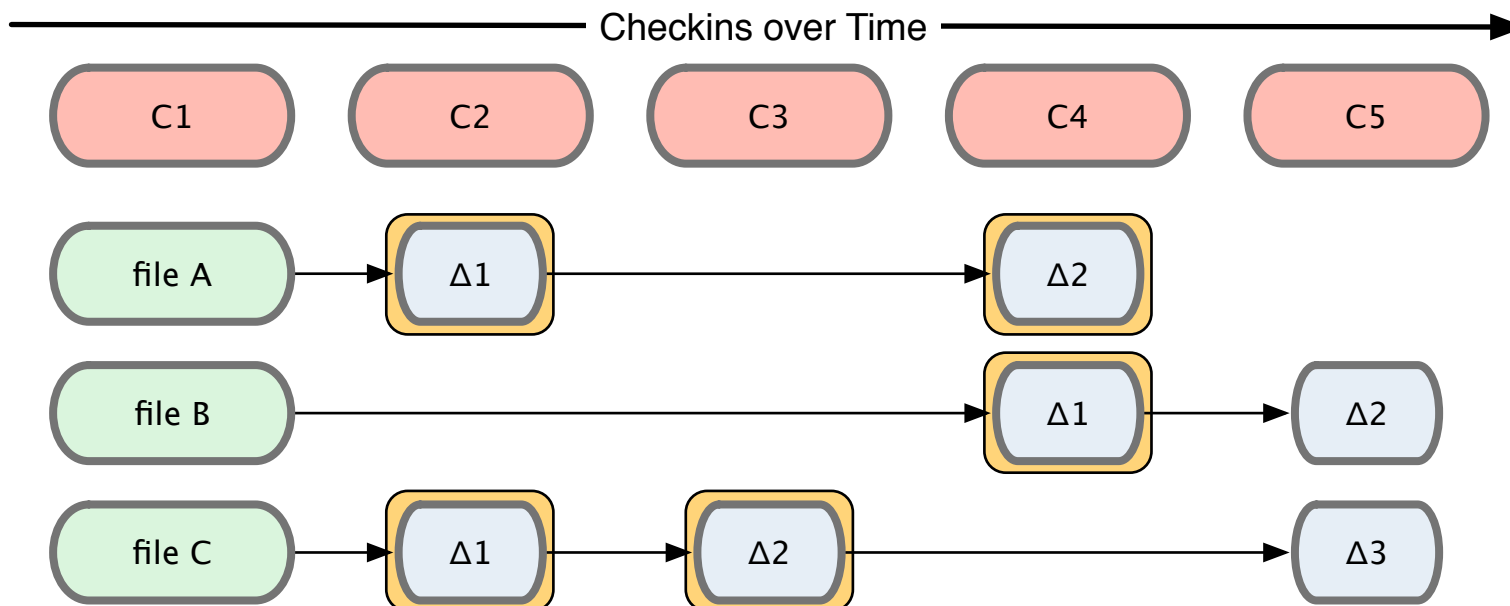 Checkins over Time
C1 C2 C3 C4 C5
file A Δ1 Δ2
file B Δ1 Δ2
file C Δ1 Δ2 Δ3